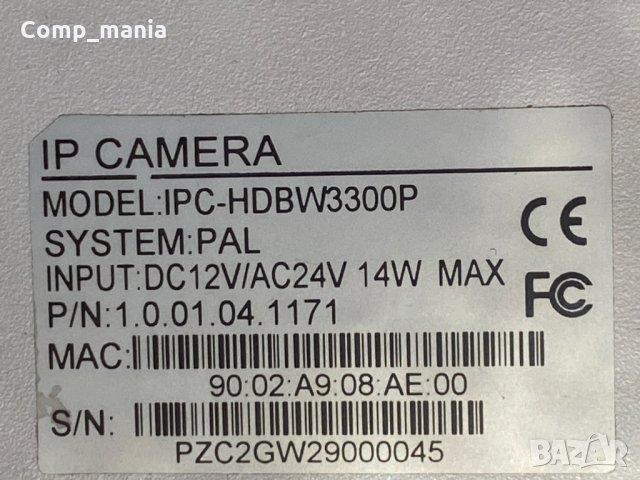 Comp_mania
IP CAMERA
MODEL:IPC-HDBW3300P
SYSTEM:PAL
INPUT:DC12V/AC24V 14W MAX
P/N:1.0.01.04.1171
MAC:
90:02:A9:08:AE:00
S/N:
PZC2GW29000045
CE
FC
BAZAR